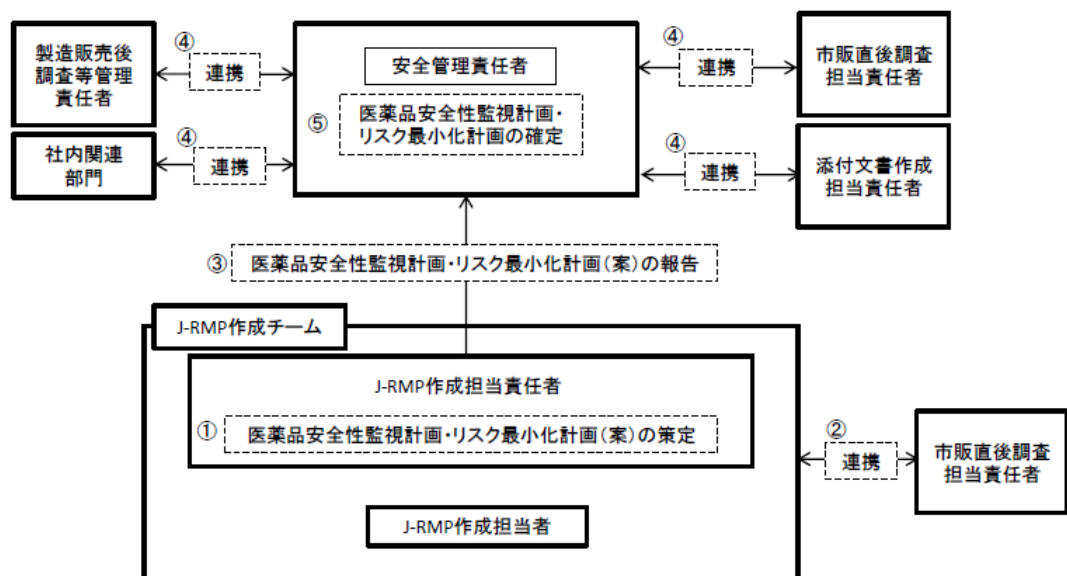 製造販売後
調査等管理
責任者
④
連携
安全管理責任者
⑤
医薬品安全性監視計画・
リスク最小化計画の確定
④
連携
市販直後調査
担当責任者
社内関連
部門
④
連携
④
連携
添付文書作成
担当責任者
③
医薬品安全性監視計画・リスク最小化計画（案）の報告
J-RMP作成チーム
J-RMP作成担当責任者
①
医薬品安全性監視計画・リスク最小化計画（案）の策定
②
連携
市販直後調査
担当責任者
J-RMP作成担当者